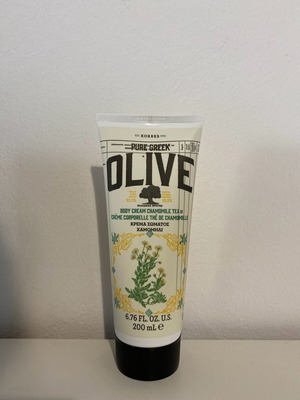 KORRES
PURE GREEK
OLIVE
BODY CREAM CHAMOMILE TEA
CRÈME CORPORELLE THÉ DE CHAMOMILLE
ΚΡΕΜΑ ΣΩΜΑΤΟΣ
ΧΑΜΟΜΗΛΙ
6.76 FL. OZ. U.S.
200 mL ℮